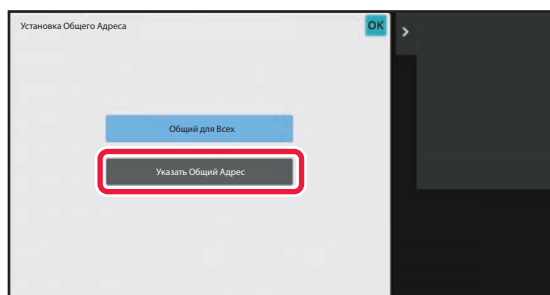 Установка Общего Адреса
OK
>
Общий для Всех
Указать Общий Адрес